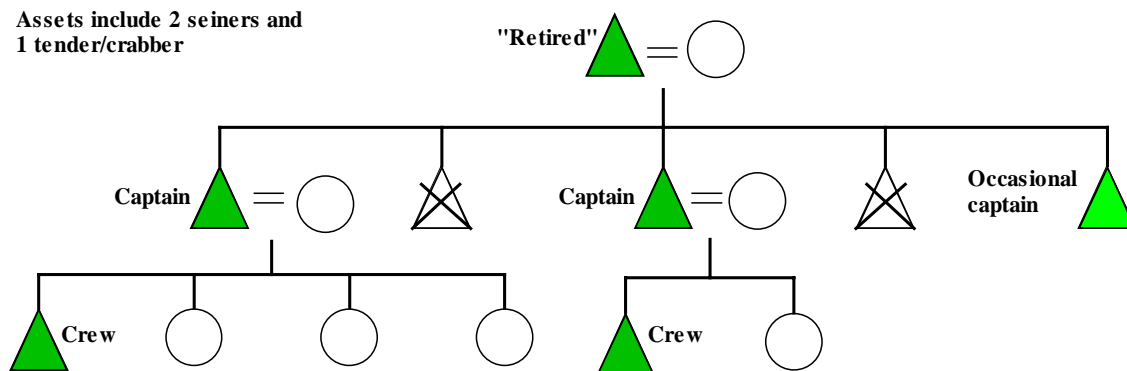 Assets include 2 seiners and
1 tender/crabber
"Retired"
Captain
Captain
Occasional
captain
Crew
Crew